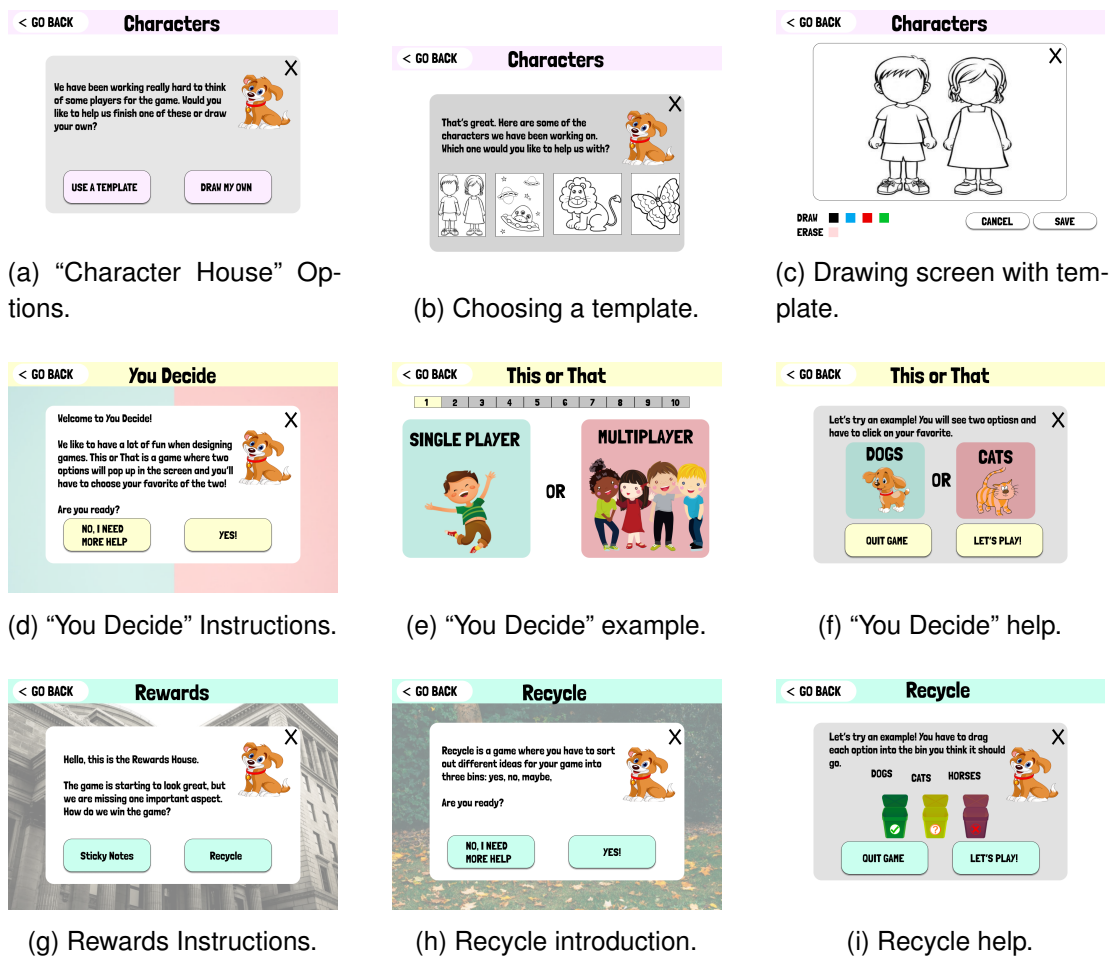 < GO BACK
Characters
X
We have been working really hard to think
of some players for the game. Would you
like to help us finish one of these or draw
your own?
USE A TEMPLATE
DRAW MY OWN
(a) “Character House” Op-
tions.
< GO BACK
Characters
X
That's great. Here are some of the
characters we have been working on.
Which one would you like to help us with?
(b) Choosing a template.
< GO BACK
Characters
X
DRAW
ERASE
CANCEL
SAVE
(c) Drawing screen with tem-
plate.
< GO BACK
You Decide
X
Welcome to You Decide!
We like to have a lot of fun when designing
games. This or That is a game where two
options will pop up in the screen and you'll
have to choose your favorite of the two!
Are you ready?
NO, I NEED
MORE HELP
YES!
(d) “You Decide” Instructions.
< GO BACK
This or That
1 2 3 4 5 6 7 8 9 10
SINGLE PLAYER
OR
MULTIPLAYER
(e) “You Decide” example.
< GO BACK
This or That
X
Let's try an example! You will see two optiosn and
have to click on your favorite.
DOGS
OR
CATS
QUIT GAME
LET'S PLAY!
(f) “You Decide” help.
< GO BACK
Rewards
X
Hello, this is the Rewards House.
The game is starting to look great, but
we are missing one important aspect.
How do we win the game?
Sticky Notes
Recycle
(g) Rewards Instructions.
< GO BACK
Recycle
X
Recycle is a game where you have to sort
out different ideas for your game into
three bins: yes, no, maybe,
Are you ready?
NO, I NEED
MORE HELP
YES!
(h) Recycle introduction.
< GO BACK
Recycle
X
Let's try an example! You have to drag
each option into the bin you think it should
go.
DOGS
CATS
HORSES
?
QUIT GAME
LET'S PLAY!
(i) Recycle help.